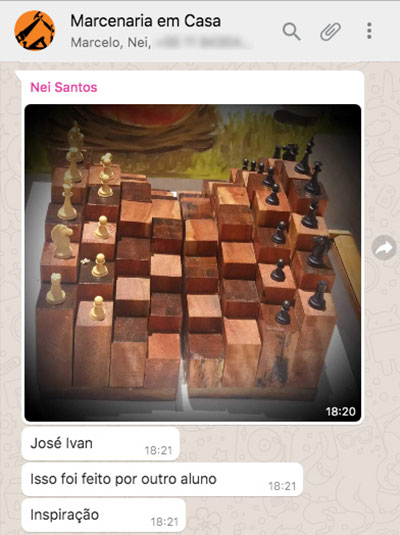 Marcenaria em Casa
Marcelo, Nei,
Nei Santos
18:20
José Ivan
18:21
Isso foi feito por outro aluno
18:21
Inspiração
18:21